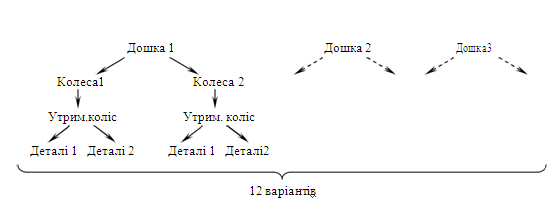 Дошка 1 Дошка 2 Дошка3
Колеса1 Колеса 2
Утрим.коліс Утрим. коліс
Деталі 1 Деталі 2 Деталі 1 Деталі2
12 варіантів